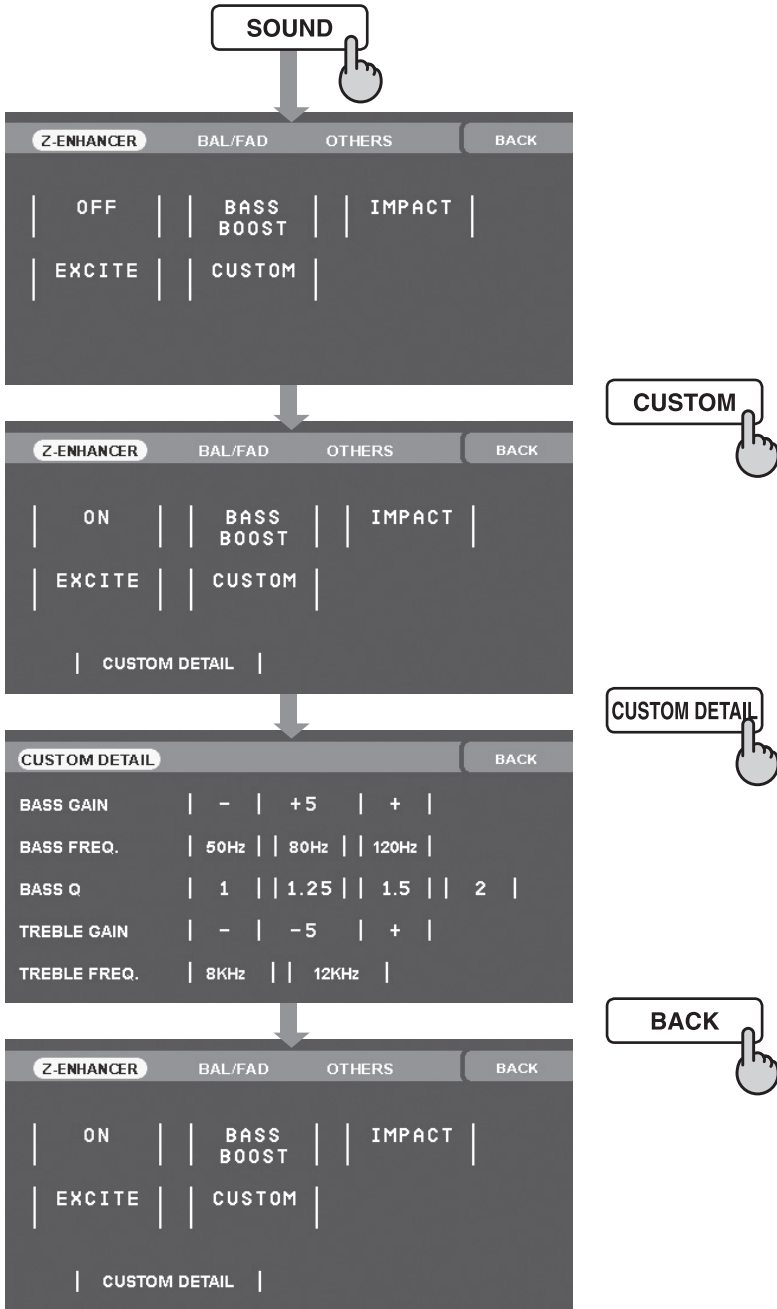 SOUND
Z-ENHANCER BAL/FAD OTHERS BACK
OFF BASS BOOST IMPACT
EXCITE CUSTOM
CUSTOM
Z-ENHANCER BAL/FAD OTHERS BACK
ON BASS BOOST IMPACT
EXCITE CUSTOM
CUSTOM DETAIL
CUSTOM DETAIL
CUSTOM DETAIL BACK
BASS GAIN - +5 +
BASS FREQ. 50Hz 80Hz 120Hz
BASS Q 1 1.25 1.5 2
TREBLE GAIN - -5 +
TREBLE FREQ. 8KHz 12KHz
BACK
Z-ENHANCER BAL/FAD OTHERS BACK
ON BASS BOOST IMPACT
EXCITE CUSTOM
CUSTOM DETAIL